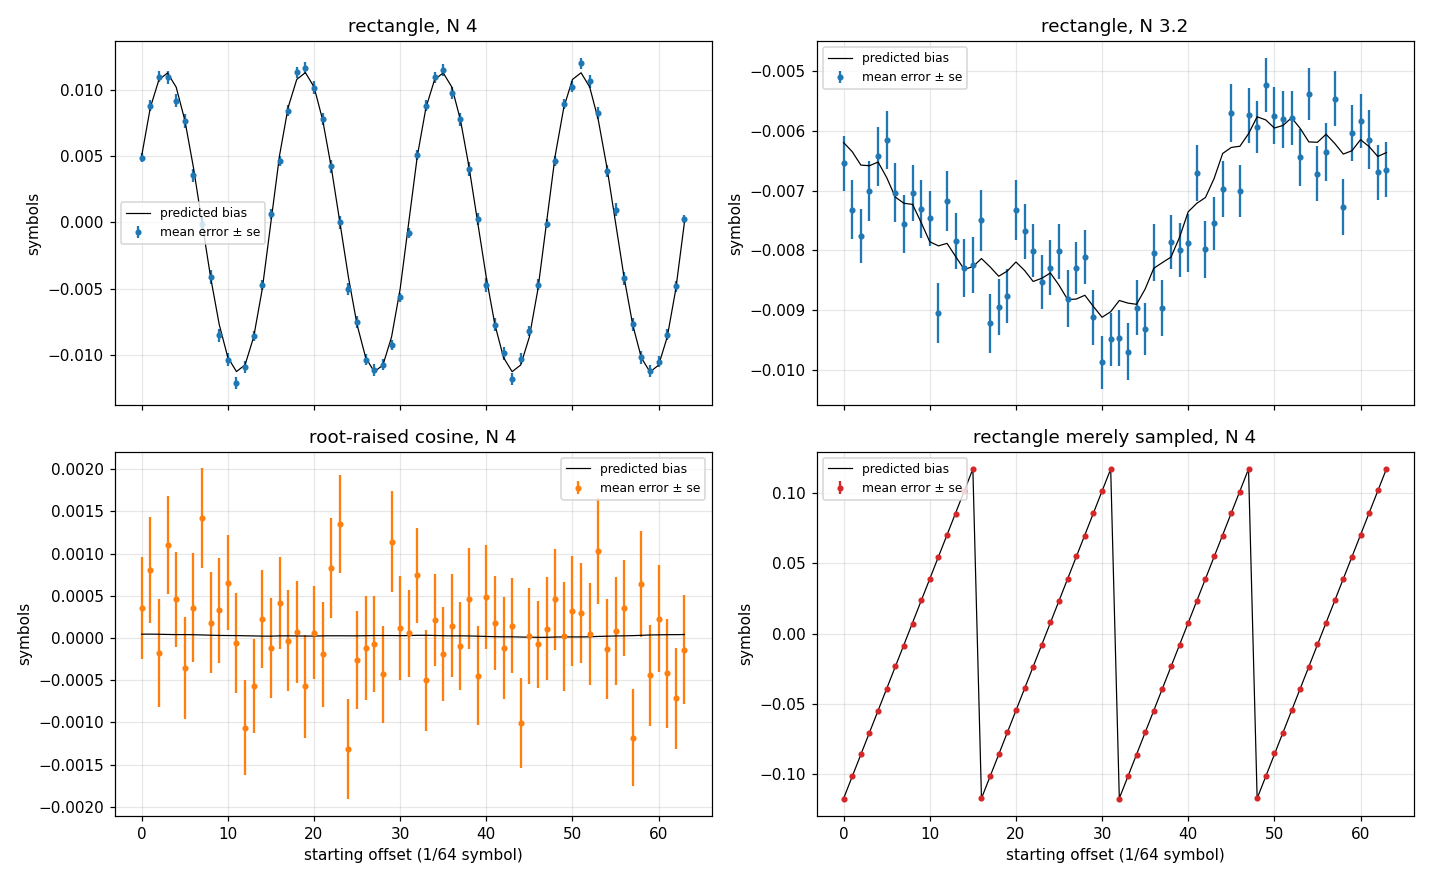 rectangle, N 4
symbols
0.010
0.005
0.000
−0.005
−0.010
predicted bias
mean error ± se
rectangle, N 3.2
symbols
−0.005
−0.006
−0.007
−0.008
−0.009
−0.010
predicted bias
mean error ± se
root-raised cosine, N 4
symbols
0.0020
0.0015
0.0010
0.0005
0.0000
−0.0005
−0.0010
−0.0015
−0.0020
predicted bias
mean error ± se
0 10 20 30 40 50 60
starting offset (1/64 symbol)
rectangle merely sampled, N 4
symbols
0.10
0.05
0.00
−0.05
−0.10
predicted bias
mean error ± se
0 10 20 30 40 50 60
starting offset (1/64 symbol)